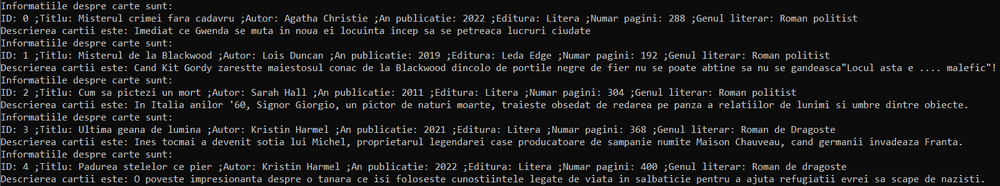 Informatiile despre carte sunt:
ID: 0 ;Titlu: Misterul crimei fara cadavru ;Autor: Agatha Christie ;An publicatie: 2022 ;Editura: Litera ;Numar pagini: 288 ;Genul literar: Roman politist
Descrierea cartii este: Imediat ce Gwenda se muta in noua ei locuinta incep sa se petreaca lucruri ciudate
Informatiile despre carte sunt:
ID: 1 ;Titlu: Misterul de la Blackwood ;Autor: Lois Duncan ;An publicatie: 2019 ;Editura: Leda Edge ;Numar pagini: 192 ;Genul literar: Roman politist
Descrierea cartii este: Cand Kit Gordy zarestte maiestosul conac de la Blackwood dincolo de portile negre de fier nu se poate abtine sa nu se gandeasca"Locul asta e .... malefic"!
Informatiile despre carte sunt:
ID: 2 ;Titlu: Cum sa pictezi un mort ;Autor: Sarah Hall ;An publicatie: 2011 ;Editura: Litera ;Numar pagini: 304 ;Genul literar: Roman politist
Descrierea cartii este: In Italia anilor '60, Signor Giorgio, un pictor de naturi moarte, traieste obsedat de redarea pe panza a relatiilor de lunimi si umbre dintre obiecte.
Informatiile despre carte sunt:
ID: 3 ;Titlu: Ultima geana de lumina ;Autor: Kristin Harmel ;An publicatie: 2021 ;Editura: Litera ;Numar pagini: 368 ;Genul literar: Roman de Dragoste
Descrierea cartii este: Ines tocmai a devenit sotia lui Michel, proprietarul legendarei case producatoare de sampanie numite Maison Chauveau, cand germanii invadeaza Franta.
Informatiile despre carte sunt:
ID: 4 ;Titlu: Padurea stelelor ce pier ;Autor: Kristin Harmel ;An publicatie: 2022 ;Editura: Litera ;Numar pagini: 400 ;Genul literar: Roman de dragoste
Descrierea cartii este: O poveste impresionanta despre o tanara ce isi foloseste cunostiintele legate de viata in salbaticie pentru a ajuta refugiatii evrei sa scape de nazisti.